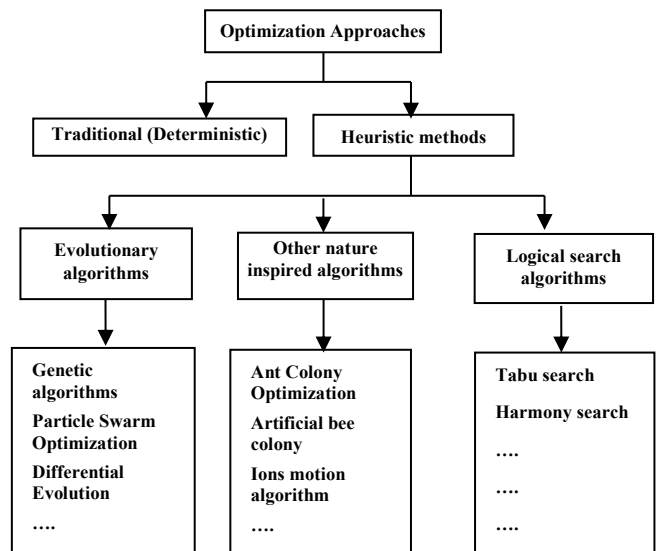 Optimization Approaches
Traditional (Deterministic)
Heuristic methods
Evolutionary
algorithms
Other nature
inspired algorithms
Logical search
algorithms
Genetic
algorithms
Particle Swarm
Optimization
Differential
Evolution
….
Ant Colony
Optimization
Artificial bee
colony
Ions motion
algorithm
….
Tabu search
Harmony search
….
….
….